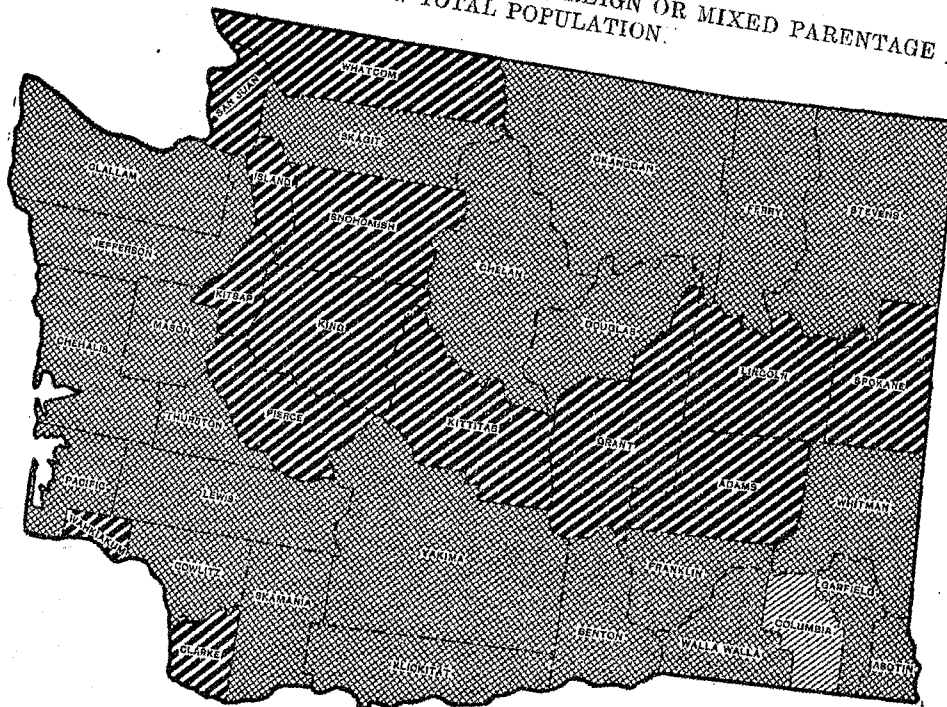 EIGN OR MIXED PARENTAGE
TOTAL POPULATION.
WHATCOM
SAN JUAN
SKAGIT
OKANOGAN
FERRY
STEVENS
CLALLAM
ISLAND
SNOHOMISH
JEFFERSON
CHELAN
KITSAP
KING
DOUGLAS
MASON
CHEHALIS
LINCOLN
SPOKANE
PIERCE
KITTITAS
GRANT
THURSTON
ADAMS
PACIFIC
LEWIS
WHITMAN
WAHKIAKUM
YAKIMA
COWLITZ
FRANKLIN
GARFIELD
SKAMANIA
COLUMBIA
BENTON
WALLA WALLA
CLARKE
KLICKITAT
ASOTIN